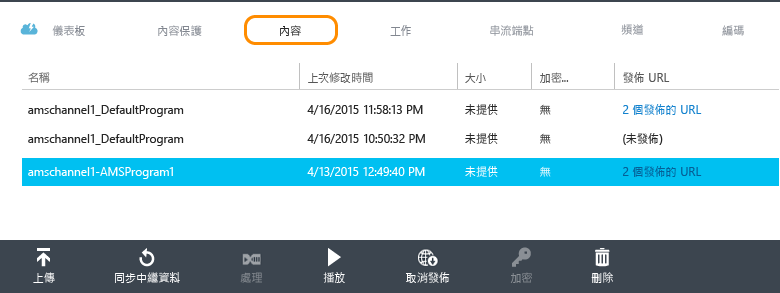 儀表板 內容保護 內容 工作 串流端點 頻道 編碼
名稱 上次修改時間 大小 加密... 發佈 URL
amschannel1_DefaultProgram 4/16/2015 11:58:13 PM 未提供 無 2 個發佈的 URL
amschannel1_DefaultProgram 4/16/2015 10:50:32 PM 未提供 無 (未發佈)
amschannel1-AMSProgram1 4/13/2015 12:49:40 PM 未提供 無 2 個發佈的 URL
上傳 同步中繼資料 處理 播放 取消發佈 加密 刪除